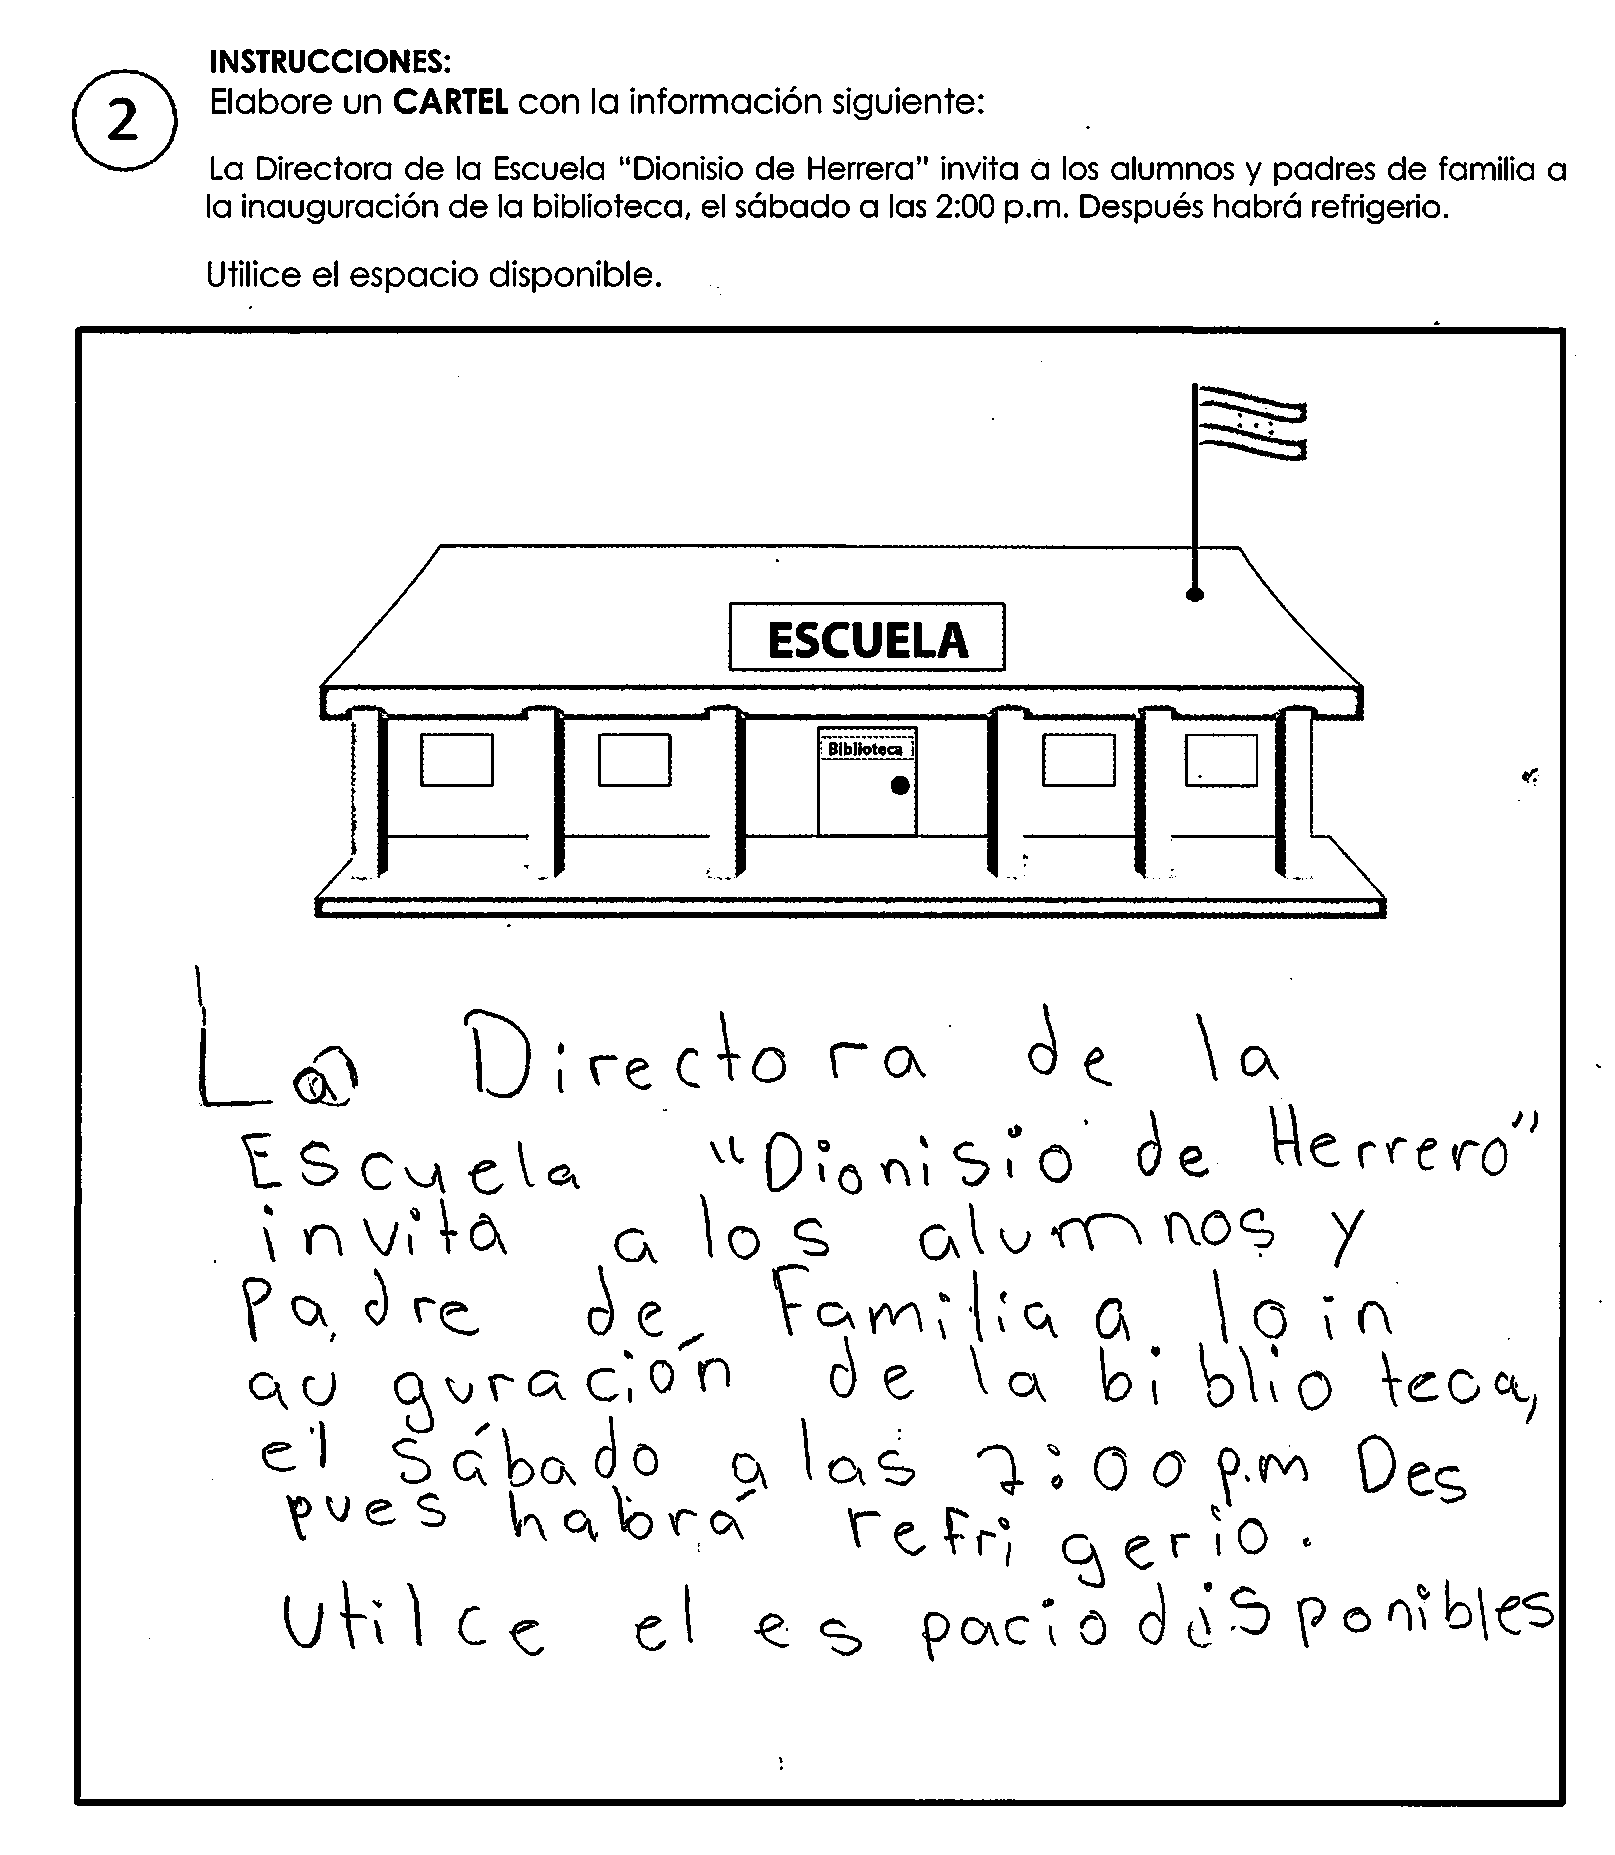 INSTRUCCIONES:
2
Elabore un CARTEL con la información siguiente:
La Directora de la Escuela "Dionisio de Herrera" invita a los alumnos y padres de familia a
la inauguración de la biblioteca, el sábado a las 2:00 p.m. Después habrá refrigerio.
Utilice el espacio disponible.
ESCUELA
Biblioteca
La Directora de la
Escuela "Dionisio de Herrero"
invita a los alumnos y
Padre de Familia a loin
au guración de la biblio teca,
el Sábado a las 2:00 p.m Des
pues habrá refri gerio.
Utilce el es pacio disponibles